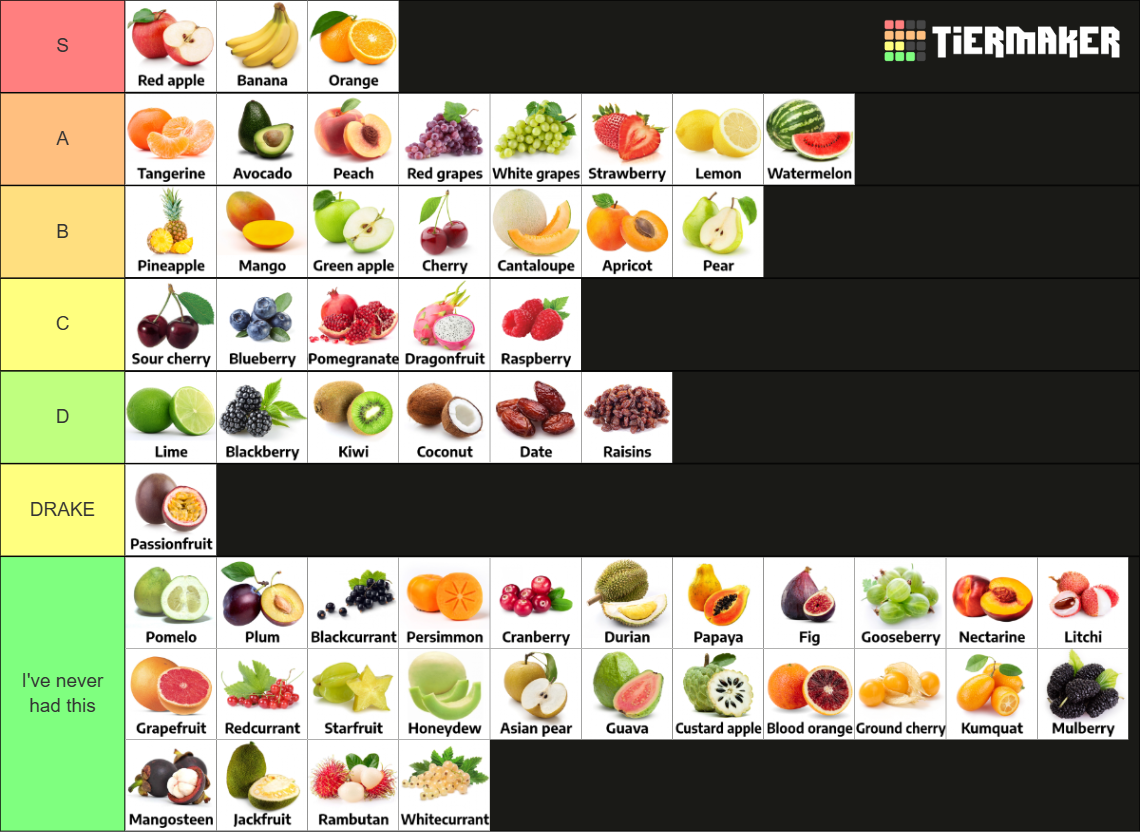 S
Red apple
Banana
Orange
TIERMAKER
A
Tangerine
Avocado
Peach
Red grapes
White grapes
Strawberry
Lemon
Watermelon
B
Pineapple
Mango
Green apple
Cherry
Cantaloupe
Apricot
Pear
C
Sour cherry
Blueberry
Pomegranate
Dragonfruit
Raspberry
D
Lime
Blackberry
Kiwi
Coconut
Date
Raisins
DRAKE
Passionfruit
I've never
had this
Pomelo
Plum
Blackcurrant
Persimmon
Cranberry
Durian
Papaya
Fig
Gooseberry
Nectarine
Litchi
Grapefruit
Redcurrant
Starfruit
Honeydew
Asian pear
Guava
Custard apple
Blood orange
Ground cherry
Kumquat
Mulberry
Mangosteen
Jackfruit
Rambutan
Whitecurrant